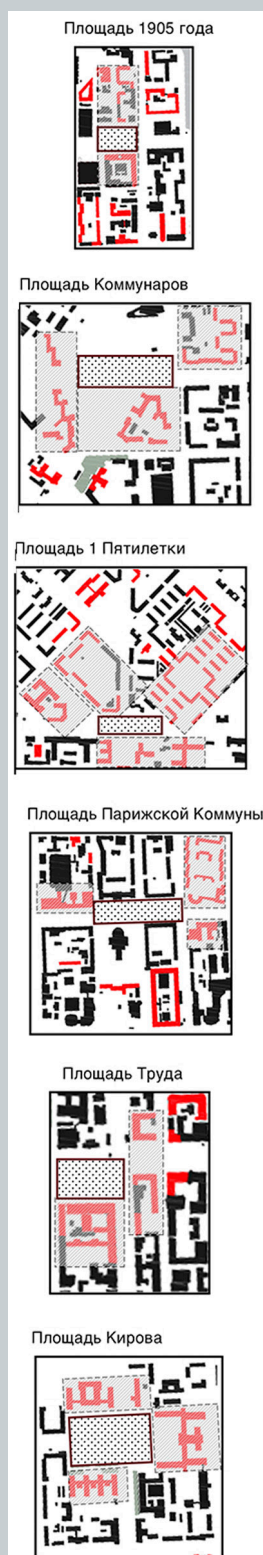 Площадь 1905 года
Площадь Коммунаров
Площадь 1 Пятилетки
Площадь Парижской Коммуны
Площадь Труда
Площадь Кирова